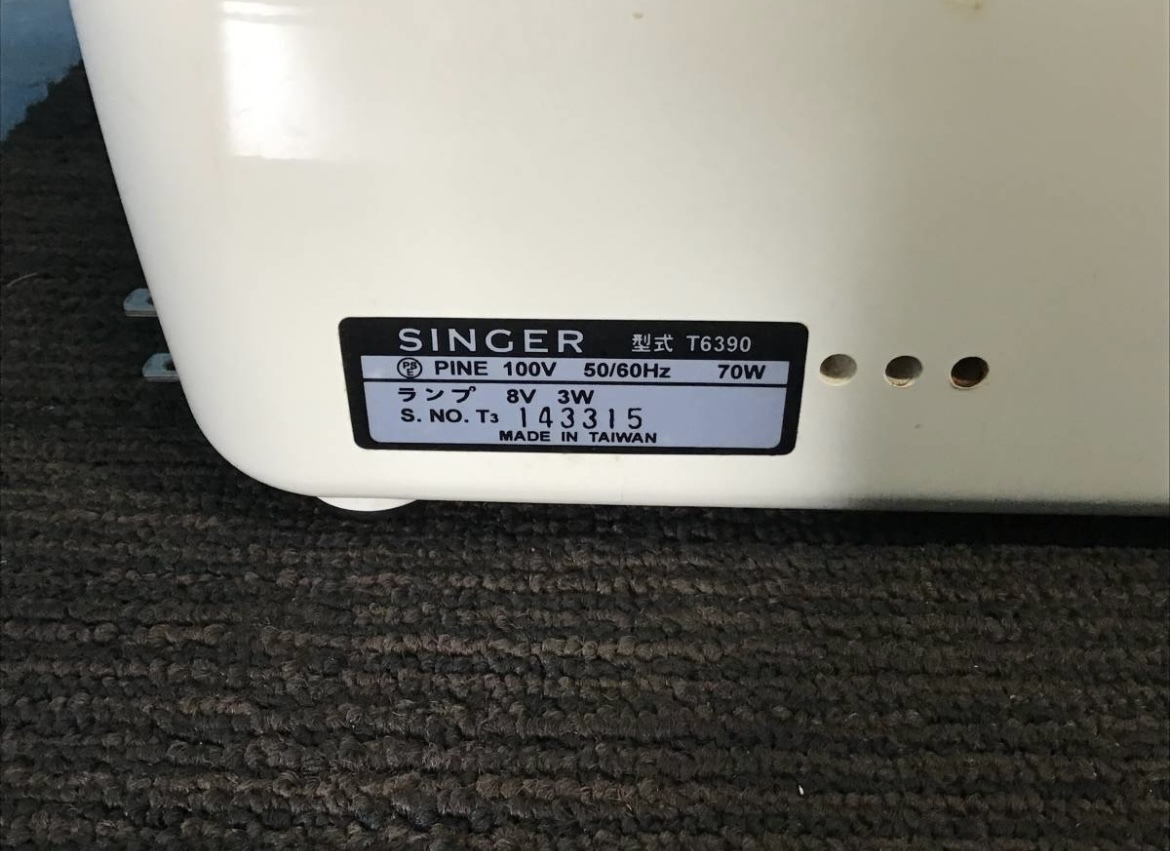 SINGER 型式 T6390
PSE PINE 100V 50/60Hz 70W
ランプ 8V 3W
S. NO. T3 143315
MADE IN TAIWAN